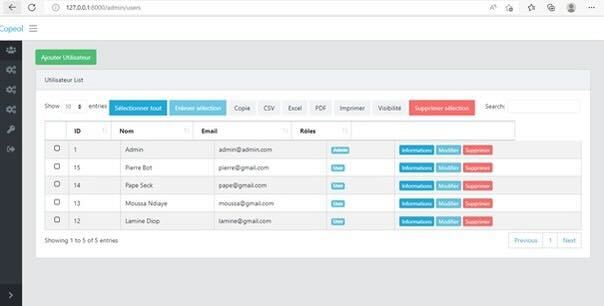 127.0.0.1:8000/admin/users
Copeol
Ajouter Utilisateur
Utilisateur List
Show 10 entries Sélectionner tout Enlever sélection Copie CSV Excel PDF Imprimer Visibilité Supprimer sélection Search:
ID Nom Email Rôles
1 Admin admin@admin.com Admin Informations Modifier Supprimer
15 Pierre Bot pierre@gmail.com User Informations Modifier Supprimer
14 Pape Seck pape@gmail.com User Informations Modifier Supprimer
13 Moussa Ndiaye moussa@gmail.com User Informations Modifier Supprimer
12 Lamine Diop lamine@gmail.com User Informations Modifier Supprimer
Showing 1 to 5 of 5 entries Previous 1 Next